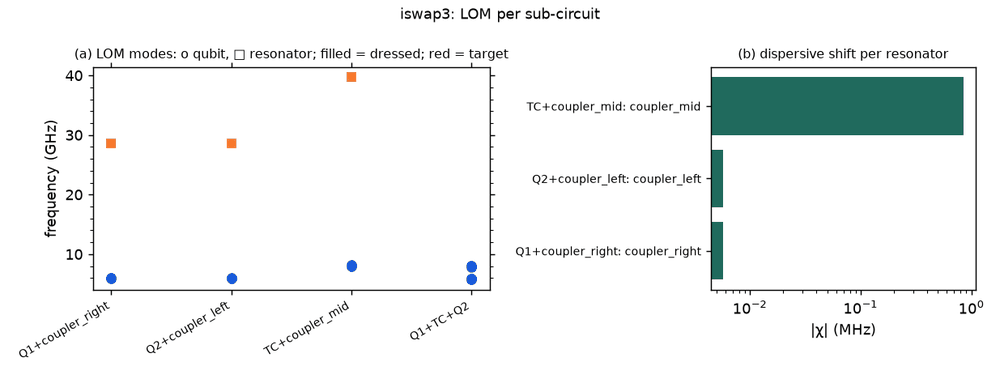 iswap3: LOM per sub-circuit
(a) LOM modes: o qubit, □ resonator; filled = dressed; red = target
frequency (GHz)
40
30
20
10
Q1+coupler_right
Q2+coupler_left
TC+coupler_mid
Q1+TC+Q2
(b) dispersive shift per resonator
TC+coupler_mid: coupler_mid
Q2+coupler_left: coupler_left
Q1+coupler_right: coupler_right
10⁻²
10⁻¹
10⁰
|χ| (MHz)